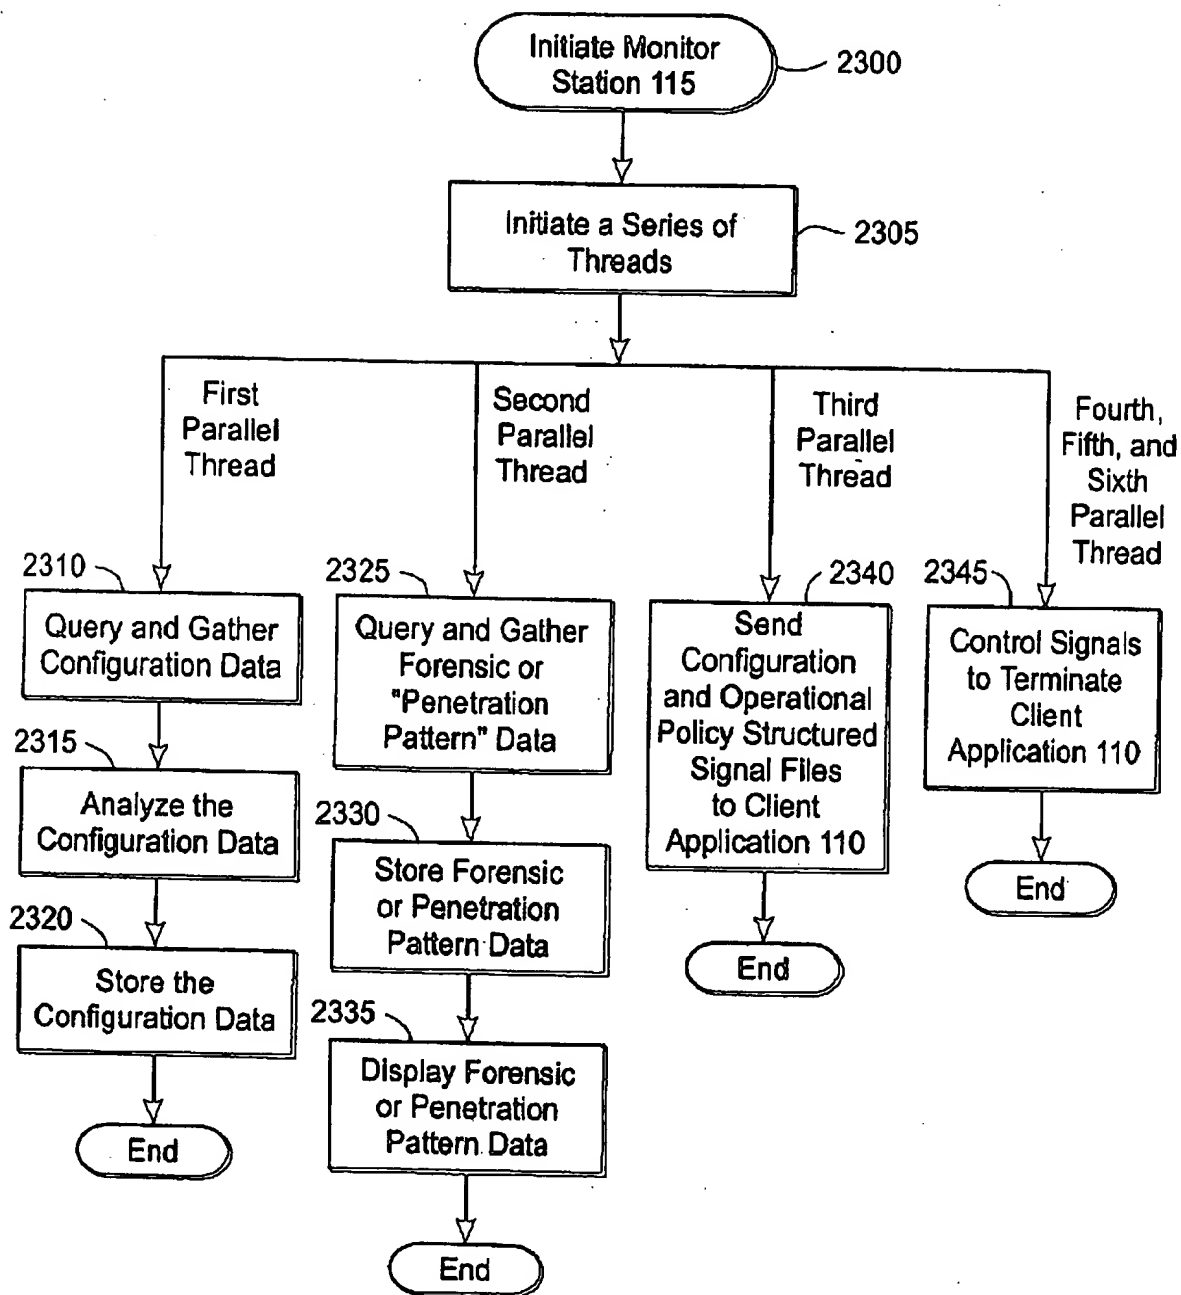 Initiate Monitor
Station 115
2300
Initiate a Series of
Threads
2305
First
Parallel
Thread
Second
Parallel
Thread
Third
Parallel
Thread
Fourth,
Fifth, and
Sixth
Parallel
Thread
2310
Query and Gather
Configuration Data
2315
Analyze the
Configuration Data
2320
Store the
Configuration Data
End
2325
Query and Gather
Forensic or
"Penetration
Pattern" Data
2330
Store Forensic
or Penetration
Pattern Data
2335
Display Forensic
or Penetration
Pattern Data
End
2340
Send
Configuration
and Operational
Policy Structured
Signal Files
to Client
Application 110
End
2345
Control Signals
to Terminate
Client
Application 110
End